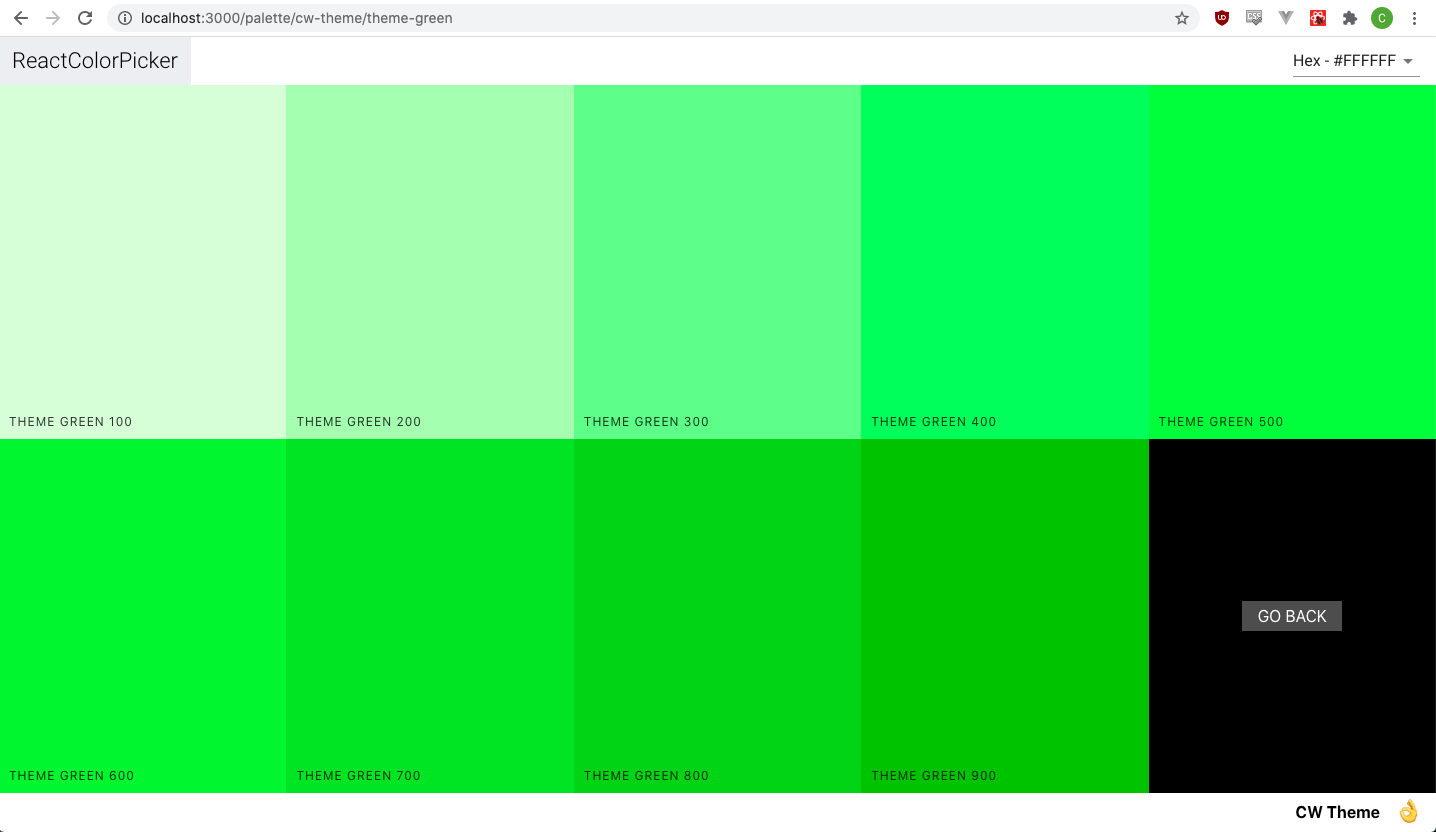 localhost:3000/palette/cw-theme/theme-green
C
ReactColorPicker
Hex - #FFFFFF
THEME GREEN 100
THEME GREEN 200
THEME GREEN 300
THEME GREEN 400
THEME GREEN 500
GO BACK
THEME GREEN 600
THEME GREEN 700
THEME GREEN 800
THEME GREEN 900
CW Theme 👌